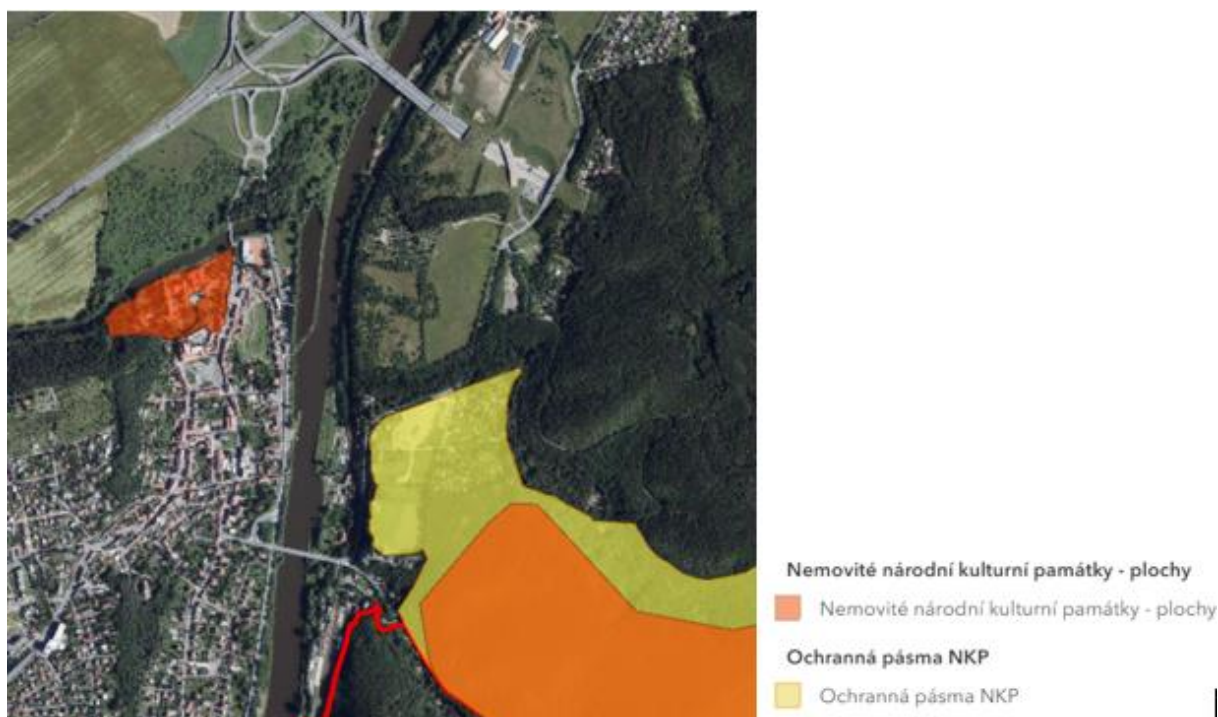 Nemovité národní kulturní památky - plochy
Nemovité národní kulturní památky - plochy
Ochranná pásma NKP
Ochranná pásma NKP